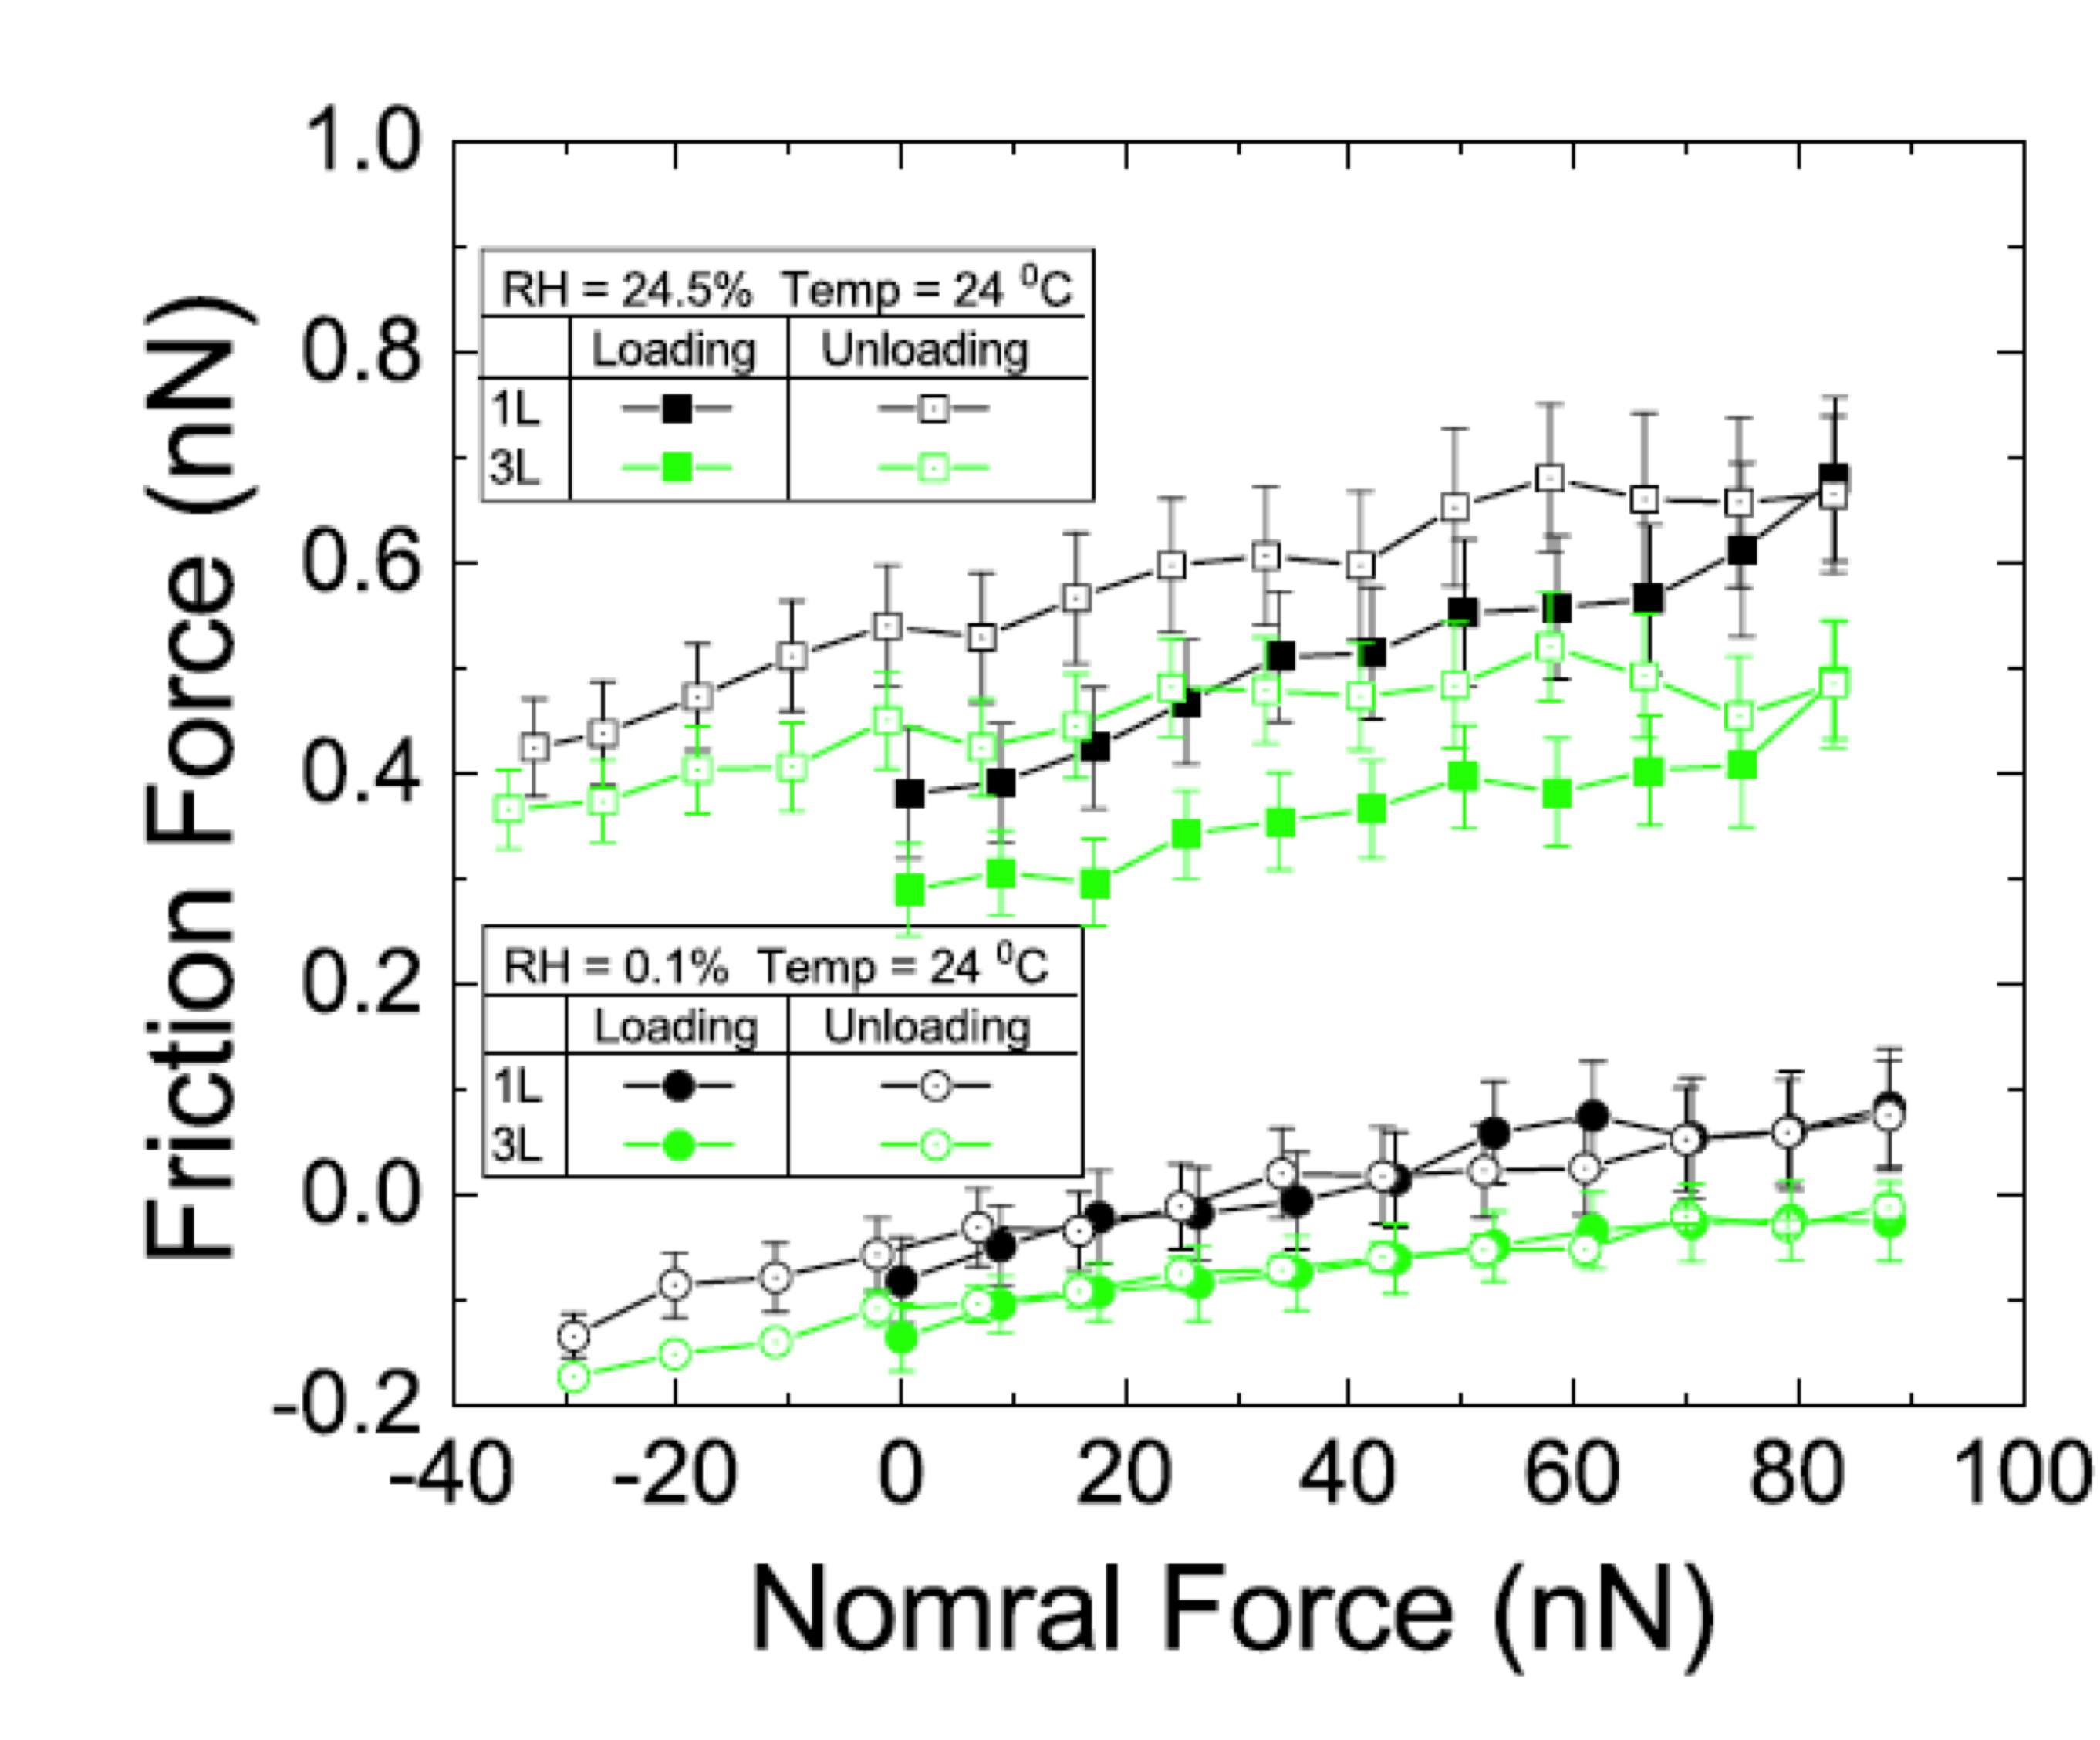 1.0
0.8
0.6
0.4
0.2
0.0
-0.2
Friction Force (nN)
RH = 24.5% Temp = 24 ⁰C
Loading Unloading
1L
3L
RH = 0.1% Temp = 24 ⁰C
Loading Unloading
1L
3L
-40 -20 0 20 40 60 80 100
Nomral Force (nN)